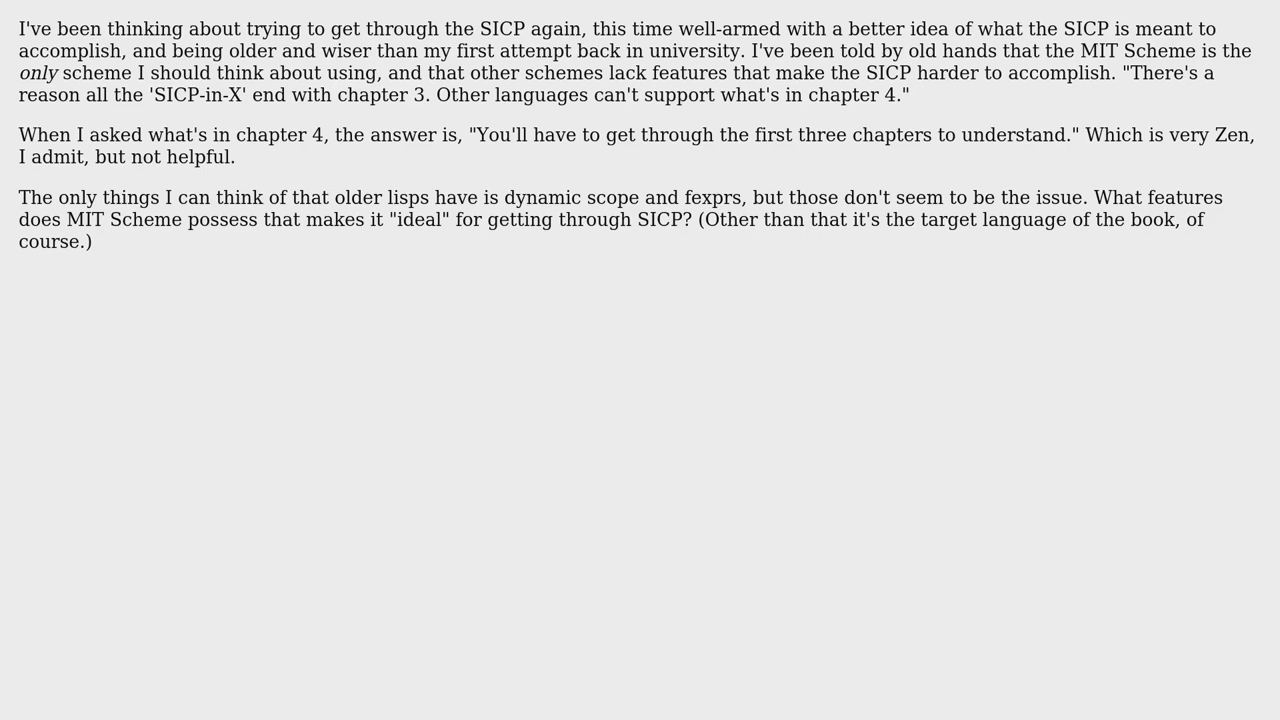 I've been thinking about trying to get through the SICP again, this time well-armed with a better idea of what the SICP is meant to
accomplish, and being older and wiser than my first attempt back in university. I've been told by old hands that the MIT Scheme is the
only scheme I should think about using, and that other schemes lack features that make the SICP harder to accomplish. "There's a
reason all the 'SICP-in-X' end with chapter 3. Other languages can't support what's in chapter 4."
When I asked what's in chapter 4, the answer is, "You'll have to get through the first three chapters to understand." Which is very Zen,
I admit, but not helpful.
The only things I can think of that older lisps have is dynamic scope and fexprs, but those don't seem to be the issue. What features
does MIT Scheme possess that makes it "ideal" for getting through SICP? (Other than that it's the target language of the book, of
course.)